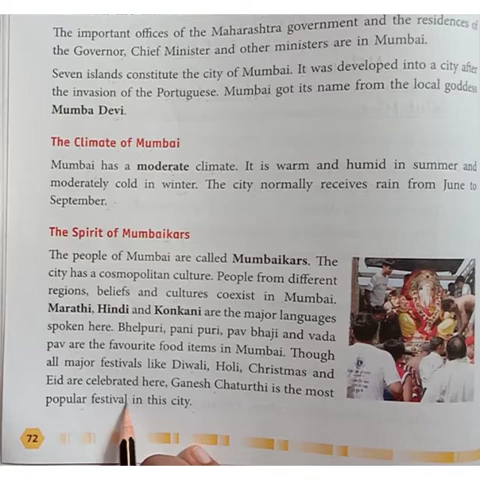 The important offices of the Maharashtra government and the residences of
the Governor, Chief Minister and other ministers are in Mumbai.
Seven islands constitute the city of Mumbai. It was developed into a city after
the invasion of the Portuguese. Mumbai got its name from the local goddess
Mumba Devi.
The Climate of Mumbai
Mumbai has a moderate climate. It is warm and humid in summer and
moderately cold in winter. The city normally receives rain from June to
September.
The Spirit of Mumbaikars
The people of Mumbai are called Mumbaikars. The
city has a cosmopolitan culture. People from different
regions, beliefs and cultures coexist in Mumbai.
Marathi, Hindi and Konkani are the major languages
spoken here. Bhelpuri, pani puri, pav bhaji and vada
pav are the favourite food items in Mumbai. Though
all major festivals like Diwali, Holi, Christmas and
Eid are celebrated here, Ganesh Chaturthi is the most
popular festival in this city.
72